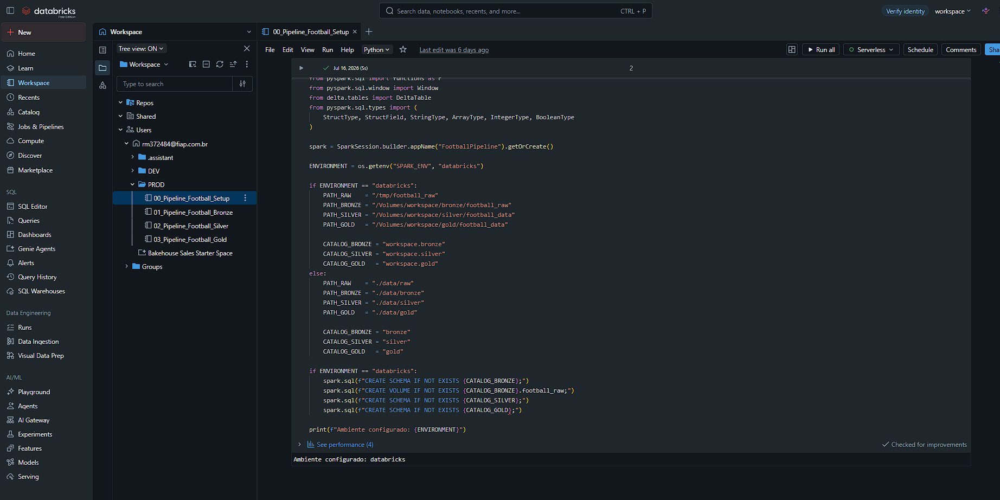 databricks
Free Edition
Search data, notebooks, recents, and more...
CTRL + P
Verify identity
workspace
New
Home
Learn
Workspace
Recents
Catalog
Jobs & Pipelines
Compute
Discover
Marketplace
SQL
SQL Editor
Queries
Dashboards
Genie Agents
Alerts
Query History
SQL Warehouses
Data Engineering
Runs
Data Ingestion
Visual Data Prep
AI/ML
Playground
Agents
AI Gateway
Experiments
Features
Models
Serving
Workspace
Tree view: ON
Workspace
Type to search
Repos
Shared
Users
rm372484@fiap.com.br
.assistant
DEV
PROD
00_Pipeline_Football_Setup
01_Pipeline_Football_Bronze
02_Pipeline_Football_Silver
03_Pipeline_Football_Gold
Bakehouse Sales Starter Space
Groups
00_Pipeline_Football_Setup
File Edit View Run Help Python Last edit was 6 days ago
Run all Serverless Schedule Comments Sha
Jul 16, 2026 (5s)
2
from pyspark.sql import functions as F
from pyspark.sql.window import Window
from delta.tables import DeltaTable
from pyspark.sql.types import (
    StructType, StructField, StringType, ArrayType, IntegerType, BooleanType
)
spark = SparkSession.builder.appName("FootballPipeline").getOrCreate()
ENVIRONMENT = os.getenv("SPARK_ENV", "databricks")
if ENVIRONMENT == "databricks":
    PATH_RAW    = "/tmp/football_raw"
    PATH_BRONZE = "/Volumes/workspace/bronze/football_raw"
    PATH_SILVER = "/Volumes/workspace/silver/football_data"
    PATH_GOLD   = "/Volumes/workspace/gold/football_data"
    CATALOG_BRONZE = "workspace.bronze"
    CATALOG_SILVER = "workspace.silver"
    CATALOG_GOLD   = "workspace.gold"
else:
    PATH_RAW    = "./data/raw"
    PATH_BRONZE = "./data/bronze"
    PATH_SILVER = "./data/silver"
    PATH_GOLD   = "./data/gold"
    CATALOG_BRONZE = "bronze"
    CATALOG_SILVER = "silver"
    CATALOG_GOLD   = "gold"
if ENVIRONMENT == "databricks":
    spark.sql(f"CREATE SCHEMA IF NOT EXISTS {CATALOG_BRONZE};")
    spark.sql(f"CREATE VOLUME IF NOT EXISTS {CATALOG_BRONZE}.football_raw;")
    spark.sql(f"CREATE SCHEMA IF NOT EXISTS {CATALOG_SILVER};")
    spark.sql(f"CREATE SCHEMA IF NOT EXISTS {CATALOG_GOLD};")
print(f"Ambiente configurado: {ENVIRONMENT}")
See performance (4)
Checked for improvements
Ambiente configurado: databricks